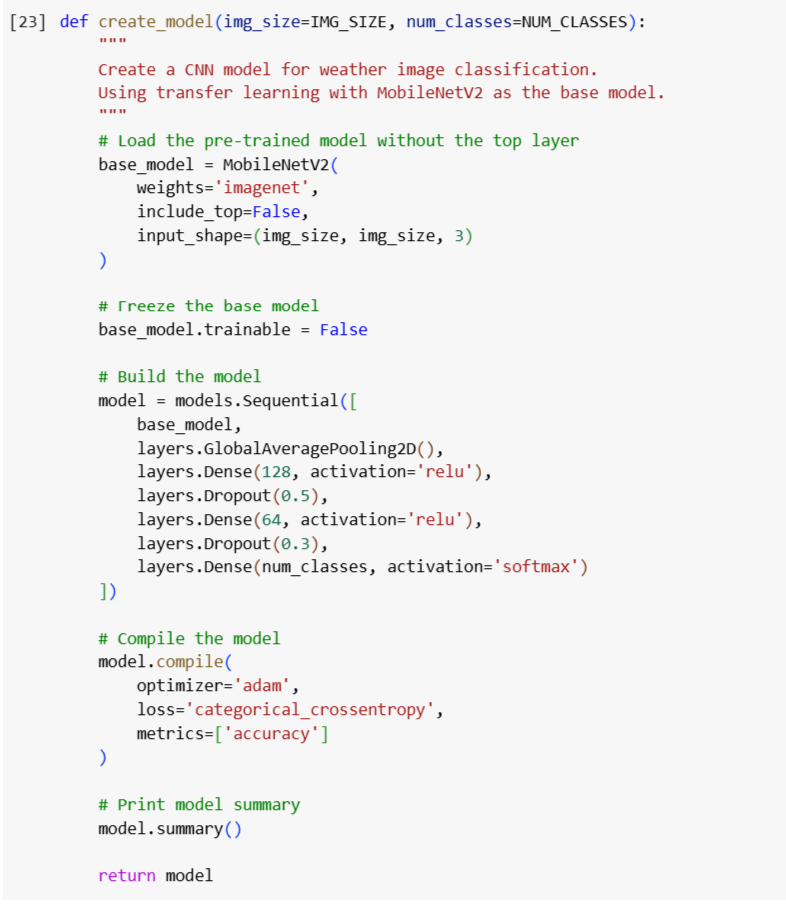 [23] def create_model(img_size=IMG_SIZE, num_classes=NUM_CLASSES):
"""
Create a CNN model for weather image classification.
Using transfer learning with MobileNetV2 as the base model.
"""
# Load the pre-trained model without the top layer
base_model = MobileNetV2(
weights='imagenet',
include_top=False,
input_shape=(img_size, img_size, 3)
)
# Freeze the base model
base_model.trainable = False
# Build the model
model = models.Sequential([
base_model,
layers.GlobalAveragePooling2D(),
layers.Dense(128, activation='relu'),
layers.Dropout(0.5),
layers.Dense(64, activation='relu'),
layers.Dropout(0.3),
layers.Dense(num_classes, activation='softmax')
])
# Compile the model
model.compile(
optimizer='adam',
loss='categorical_crossentropy',
metrics=['accuracy']
)
# Print model summary
model.summary()
return model